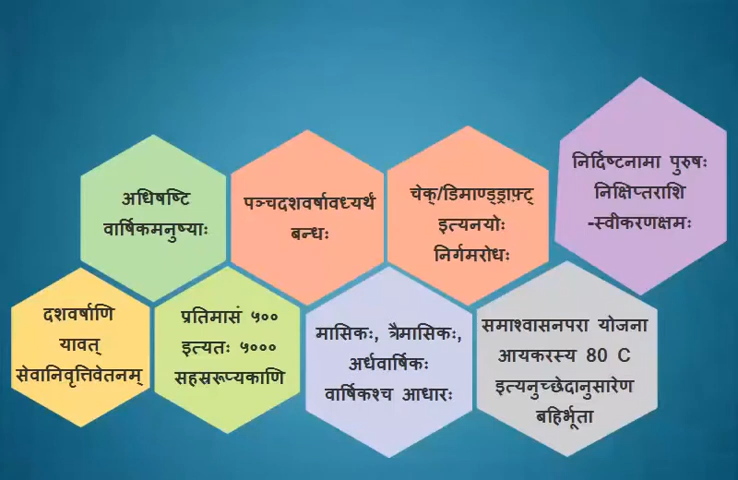 अधिषष्टि
वार्षिकमनुष्याः
पञ्चदशवर्षावध्यर्थं
बन्धः
चेक्/डिमाण्ड्ड्राफ़्ट्
इत्यनयोः
निर्गमरोधः
निर्दिष्टनामा पुरुषः
निक्षिप्तराशि
-स्वीकरणक्षमः
दशवर्षाणि
यावत्
सेवानिवृत्तिवेतनम्
प्रतिमासं ५००
इत्यतः ५०००
सहस्ररूप्यकाणि
मासिकः, त्रैमासिकः,
अर्धवार्षिकः
वार्षिकश्च आधारः
समाश्वासनपरा योजना
आयकरस्य 80 C
इत्यनुच्छेदानुसारेण
बहिर्भूता